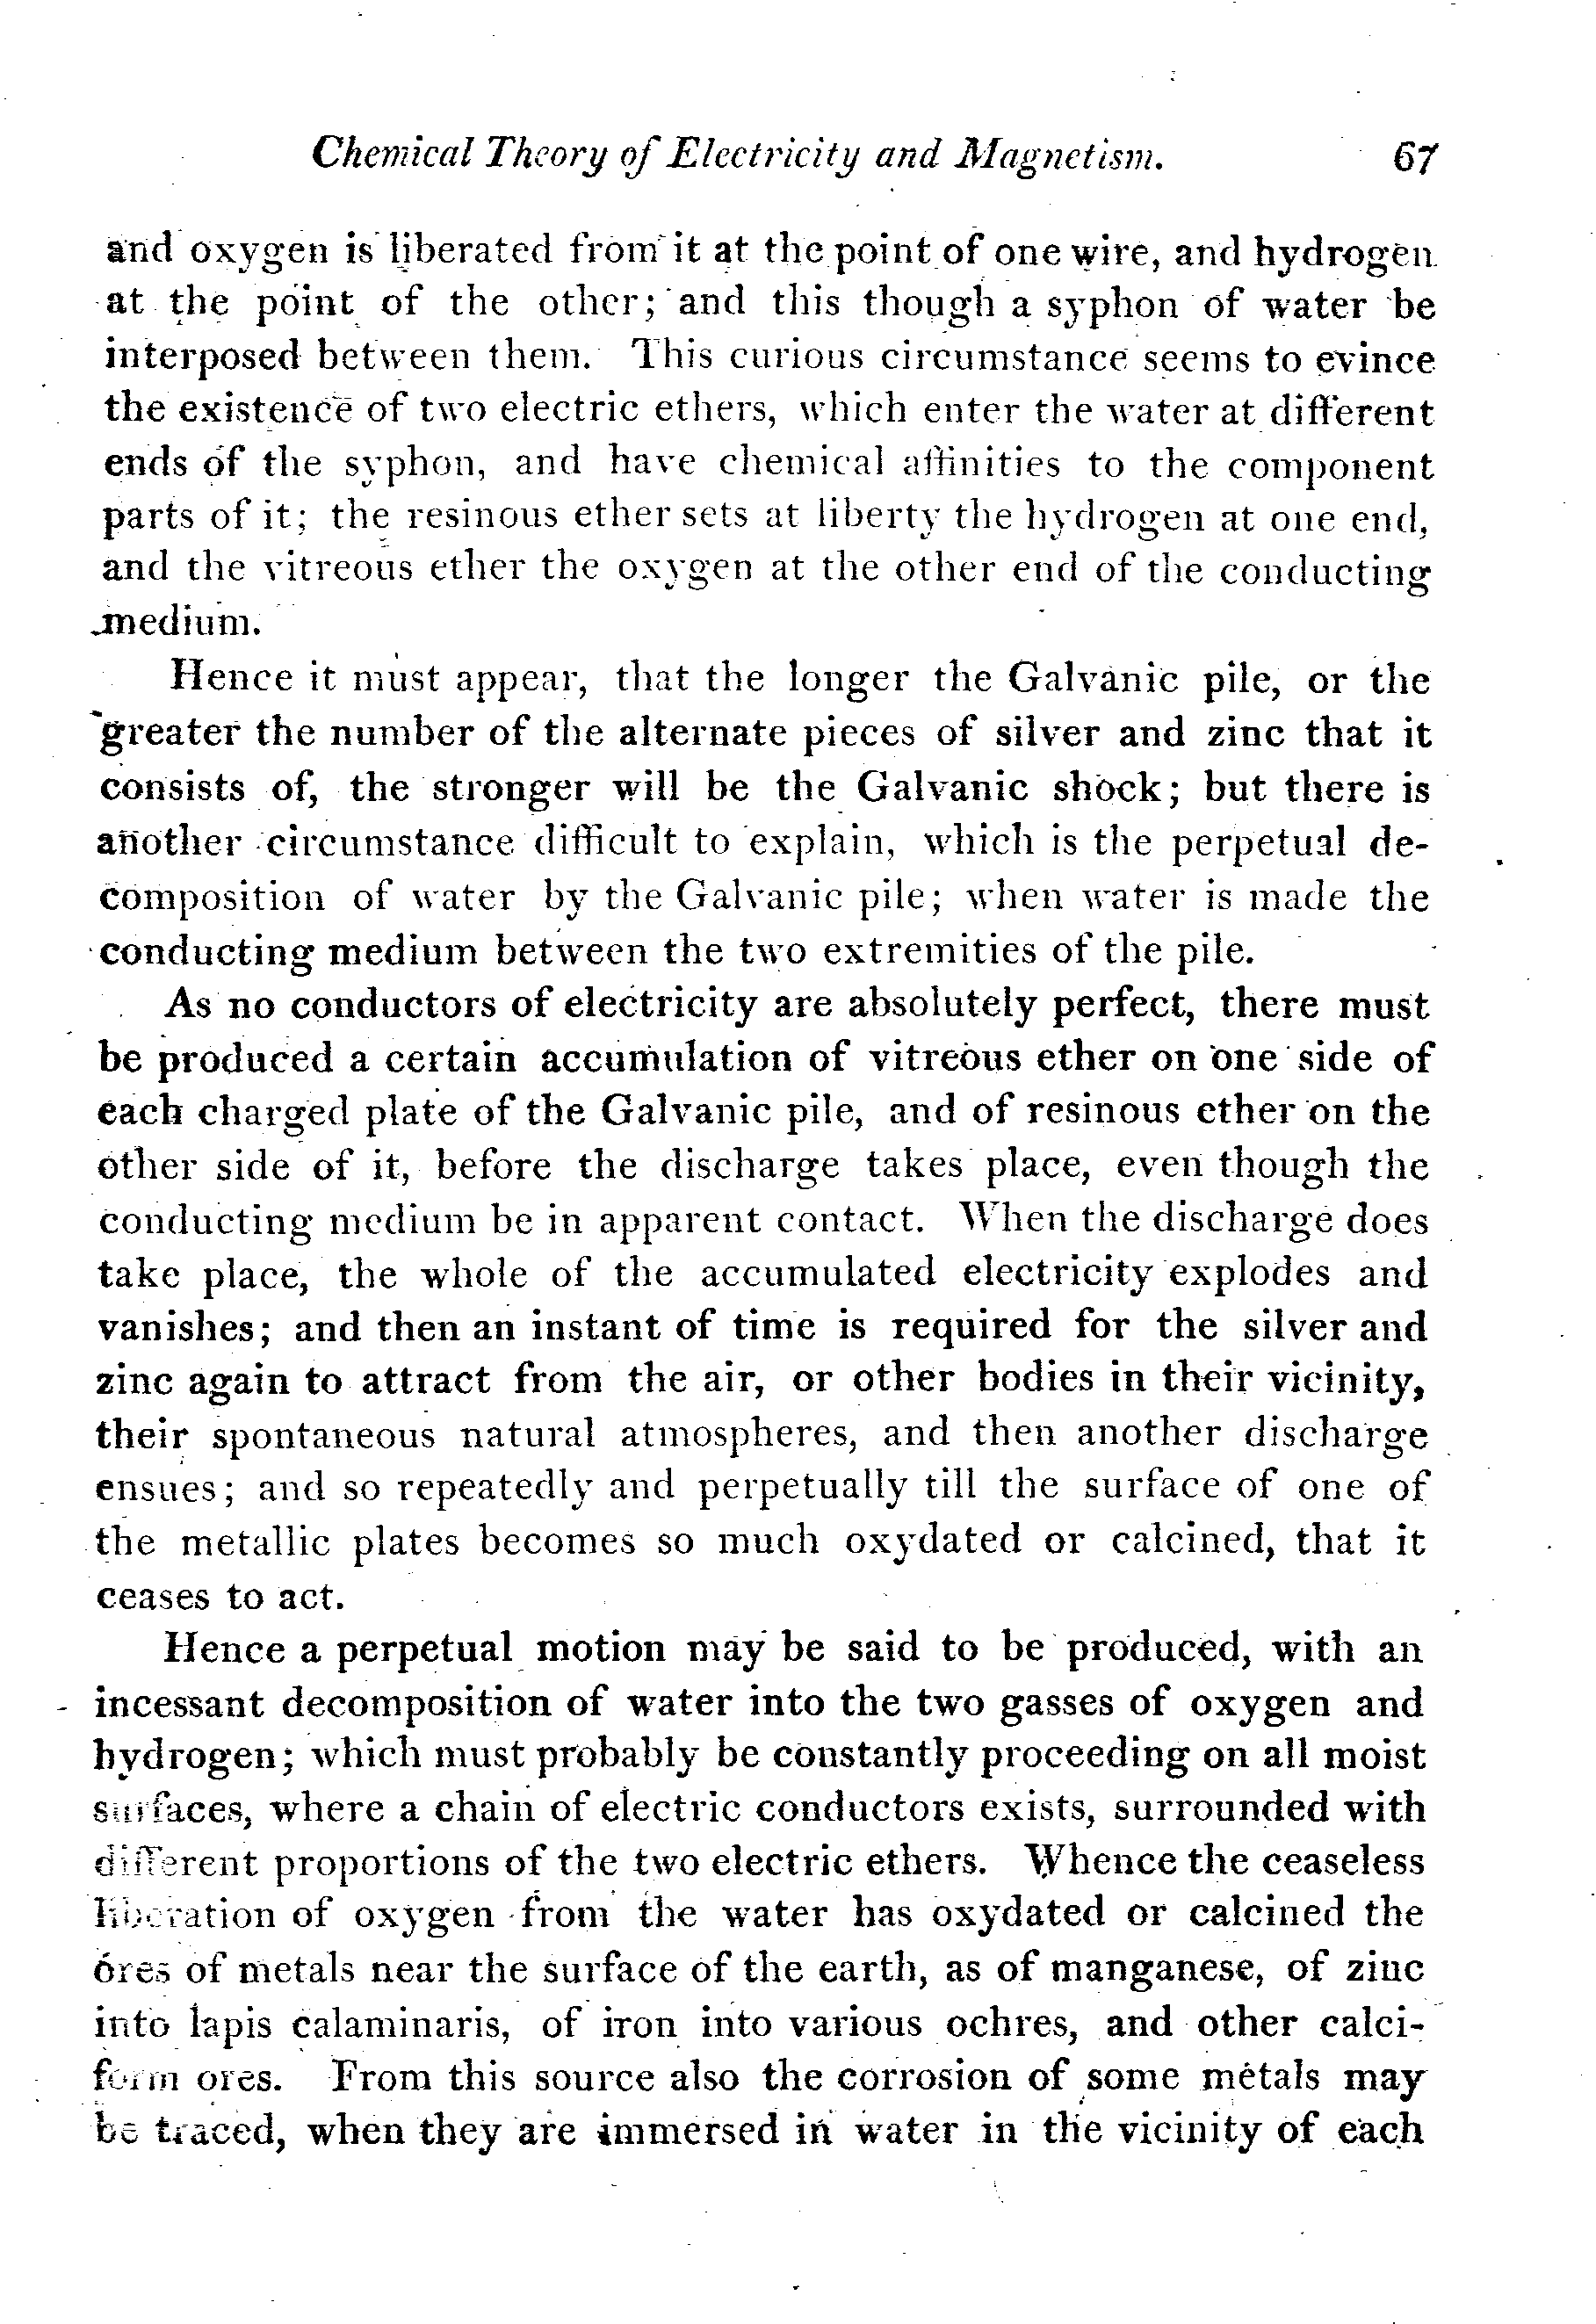 Chemical Theory of Electricity and Magnetism. 67
and oxygen is liberated from it at the point of one wire, and hydrogen
at the point of the other; and this though a syphon of water be
interposed between them. This curious circumstance seems to evince
the existence of two electric ethers, which enter the water at different
ends of the syphon, and have chemical affinities to the component
parts of it; the resinous ether sets at liberty the hydrogen at one end,
and the vitreous ether the oxygen at the other end of the conducting
medium.
Hence it must appear, that the longer the Galvanic pile, or the
greater the number of the alternate pieces of silver and zinc that it
consists of, the stronger will be the Galvanic shock; but there is
another circumstance difficult to explain, which is the perpetual de-
composition of water by the Galvanic pile; when water is made the
conducting medium between the two extremities of the pile.
As no conductors of electricity are absolutely perfect, there must
be produced a certain accumulation of vitreous ether on one side of
each charged plate of the Galvanic pile, and of resinous ether on the
other side of it, before the discharge takes place, even though the
conducting medium be in apparent contact. When the discharge does
take place, the whole of the accumulated electricity explodes and
vanishes; and then an instant of time is required for the silver and
zinc again to attract from the air, or other bodies in their vicinity,
their spontaneous natural atmospheres, and then another discharge
ensues; and so repeatedly and perpetually till the surface of one of
the metallic plates becomes so much oxydated or calcined, that it
ceases to act.
Hence a perpetual motion may be said to be produced, with an
incessant decomposition of water into the two gasses of oxygen and
hydrogen; which must probably be constantly proceeding on all moist
surfaces, where a chain of electric conductors exists, surrounded with
different proportions of the two electric ethers. Whence the ceaseless
liberation of oxygen from the water has oxydated or calcined the
ores of metals near the surface of the earth, as of manganese, of zinc
into lapis calaminaris, of iron into various ochres, and other calci-
form ores. From this source also the corrosion of some metals may
be traced, when they are immersed in water in the vicinity of each